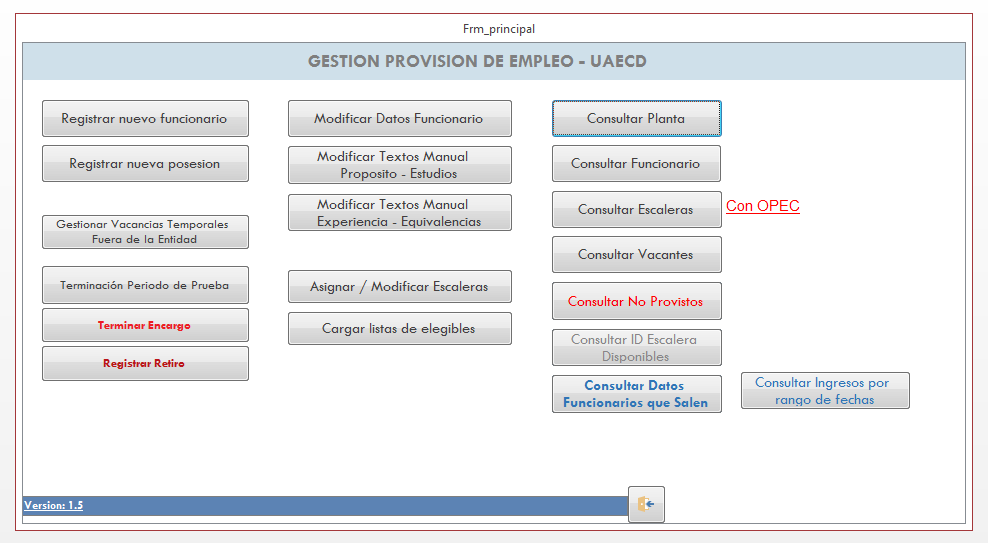 Frm_principal
GESTION PROVISION DE EMPLEO - UAECD
Registrar nuevo funcionario
Registrar nueva posesion
Gestionar Vacancias Temporales
Fuera de la Entidad
Terminación Periodo de Prueba
Terminar Encargo
Registrar Retiro
Modificar Datos Funcionario
Modificar Textos Manual
Proposito - Estudios
Modificar Textos Manual
Experiencia - Equivalencias
Asignar / Modificar Escaleras
Cargar listas de elegibles
Consultar Planta
Consultar Funcionario
Consultar Escaleras
Con OPEC
Consultar Vacantes
Consultar No Provistos
Consultar ID Escalera
Disponibles
Consultar Datos
Funcionarios que Salen
Consultar Ingresos por
rango de fechas
Version: 1.5